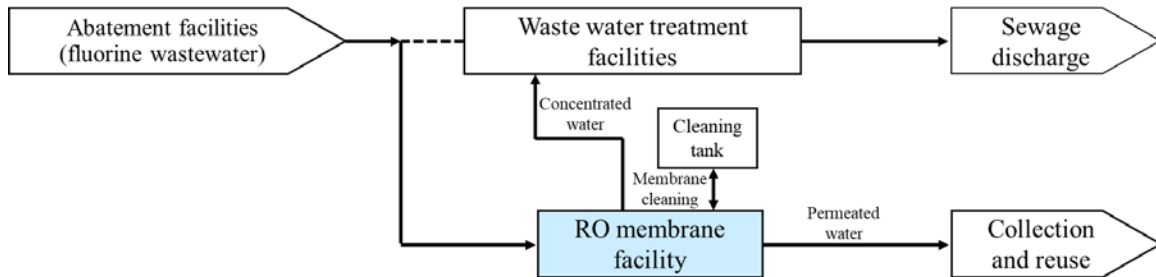 Abatement facilities
(fluorine wastewater)
Waste water treatment
facilities
Sewage
discharge
Concentrated
water
Cleaning
tank
Membrane
cleaning
RO membrane
facility
Permeated
water
Collection
and reuse